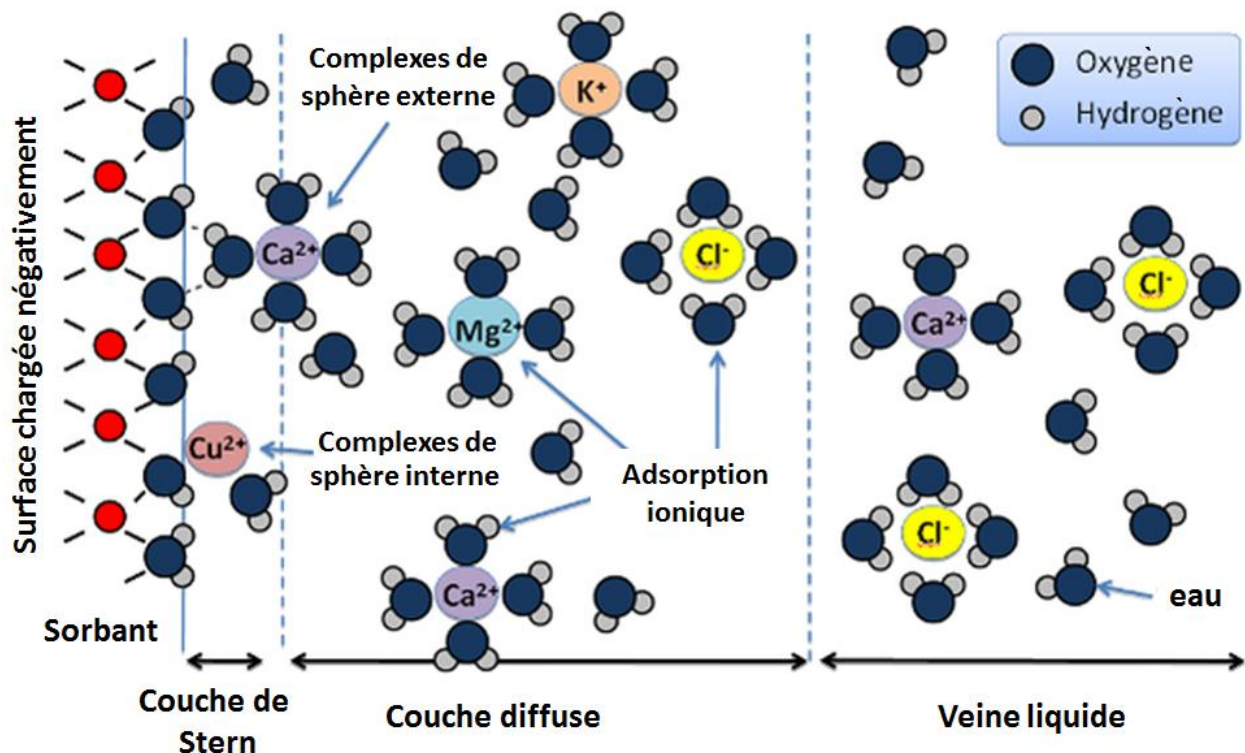 Complexes de
sphère externe
K⁺
Oxygène
Hydrogène
Surface chargée négativement
Ca²⁺
Cl⁻
Mg²⁺
Ca²⁺
Cl⁻
Cu²⁺
Complexes de
sphère interne
Adsorption
ionique
Cl⁻
Ca²⁺
eau
Sorbant
Couche de
Stern
Couche diffuse
Veine liquide